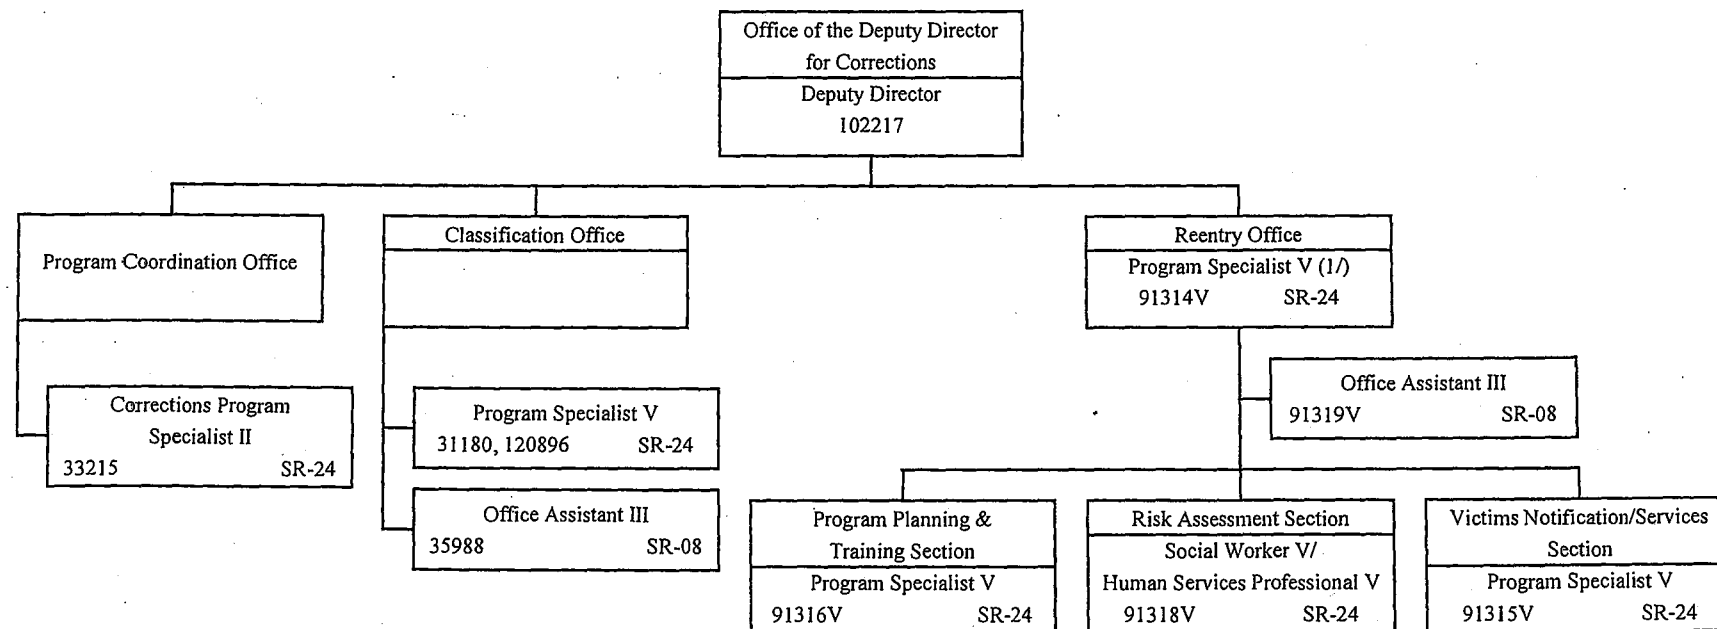 Office of the Deputy Director
for Corrections
Deputy Director
102217
Program Coordination Office
Classification Office
Reentry Office
Program Specialist V (1/)
91314V SR-24
Corrections Program
Specialist II
33215 SR-24
Program Specialist V
31180, 120896 SR-24
Office Assistant III
35988 SR-08
Office Assistant III
91319V SR-08
Program Planning &
Training Section
Program Specialist V
91316V SR-24
Risk Assessment Section
Social Worker V/
Human Services Professional V
91318V SR-24
Victims Notification/Services
Section
Program Specialist V
91315V SR-24